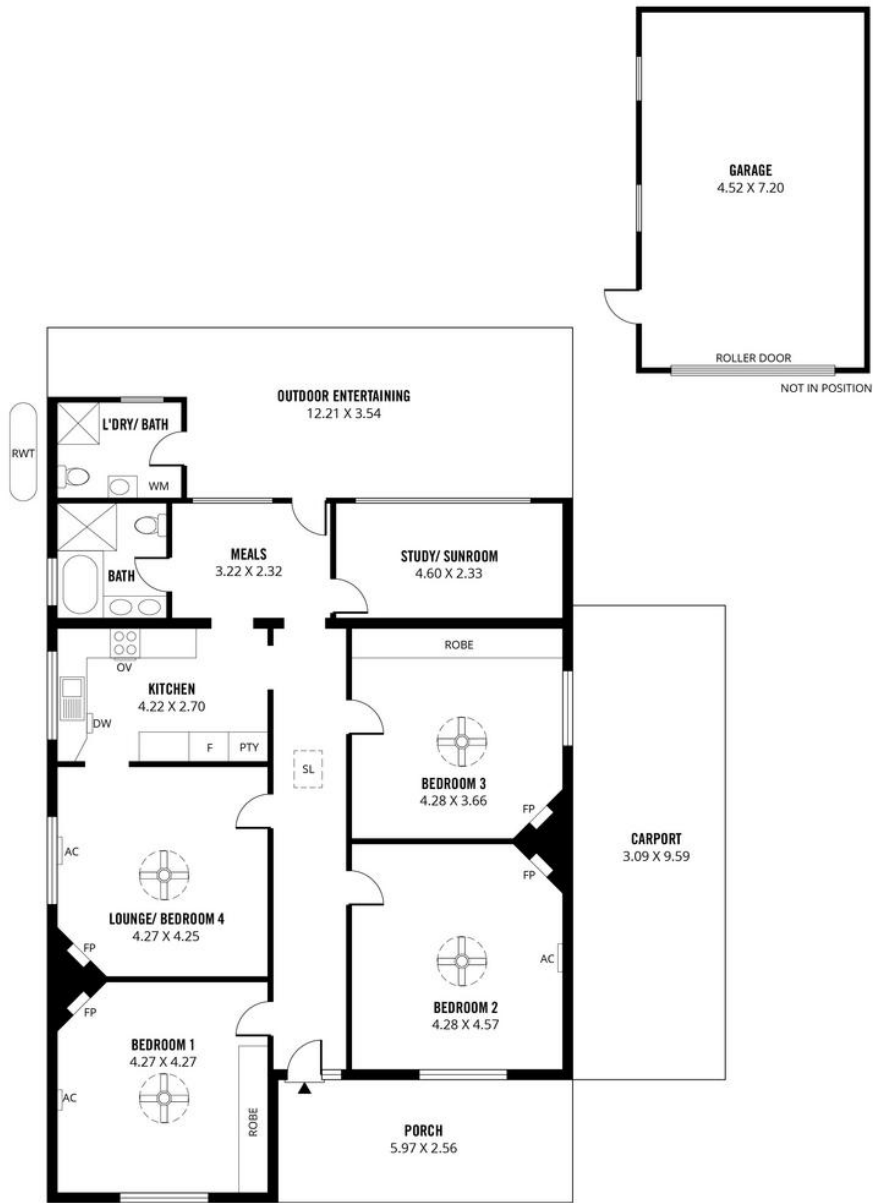 GARAGE
4.52 X 7.20
ROLLER DOOR
NOT IN POSITION
OUTDOOR ENTERTAINING
12.21 X 3.54
RWT
L'DRY/ BATH
WM
BATH
MEALS
3.22 X 2.32
STUDY/ SUNROOM
4.60 X 2.33
OV
KITCHEN
4.22 X 2.70
DW
F
PTY
ROBE
SL
BEDROOM 3
4.28 X 3.66
FP
FP
CARPORT
3.09 X 9.59
AC
LOUNGE/ BEDROOM 4
4.27 X 4.25
FP
FP
AC
BEDROOM 2
4.28 X 4.57
BEDROOM 1
4.27 X 4.27
AC
ROBE
PORCH
5.97 X 2.56